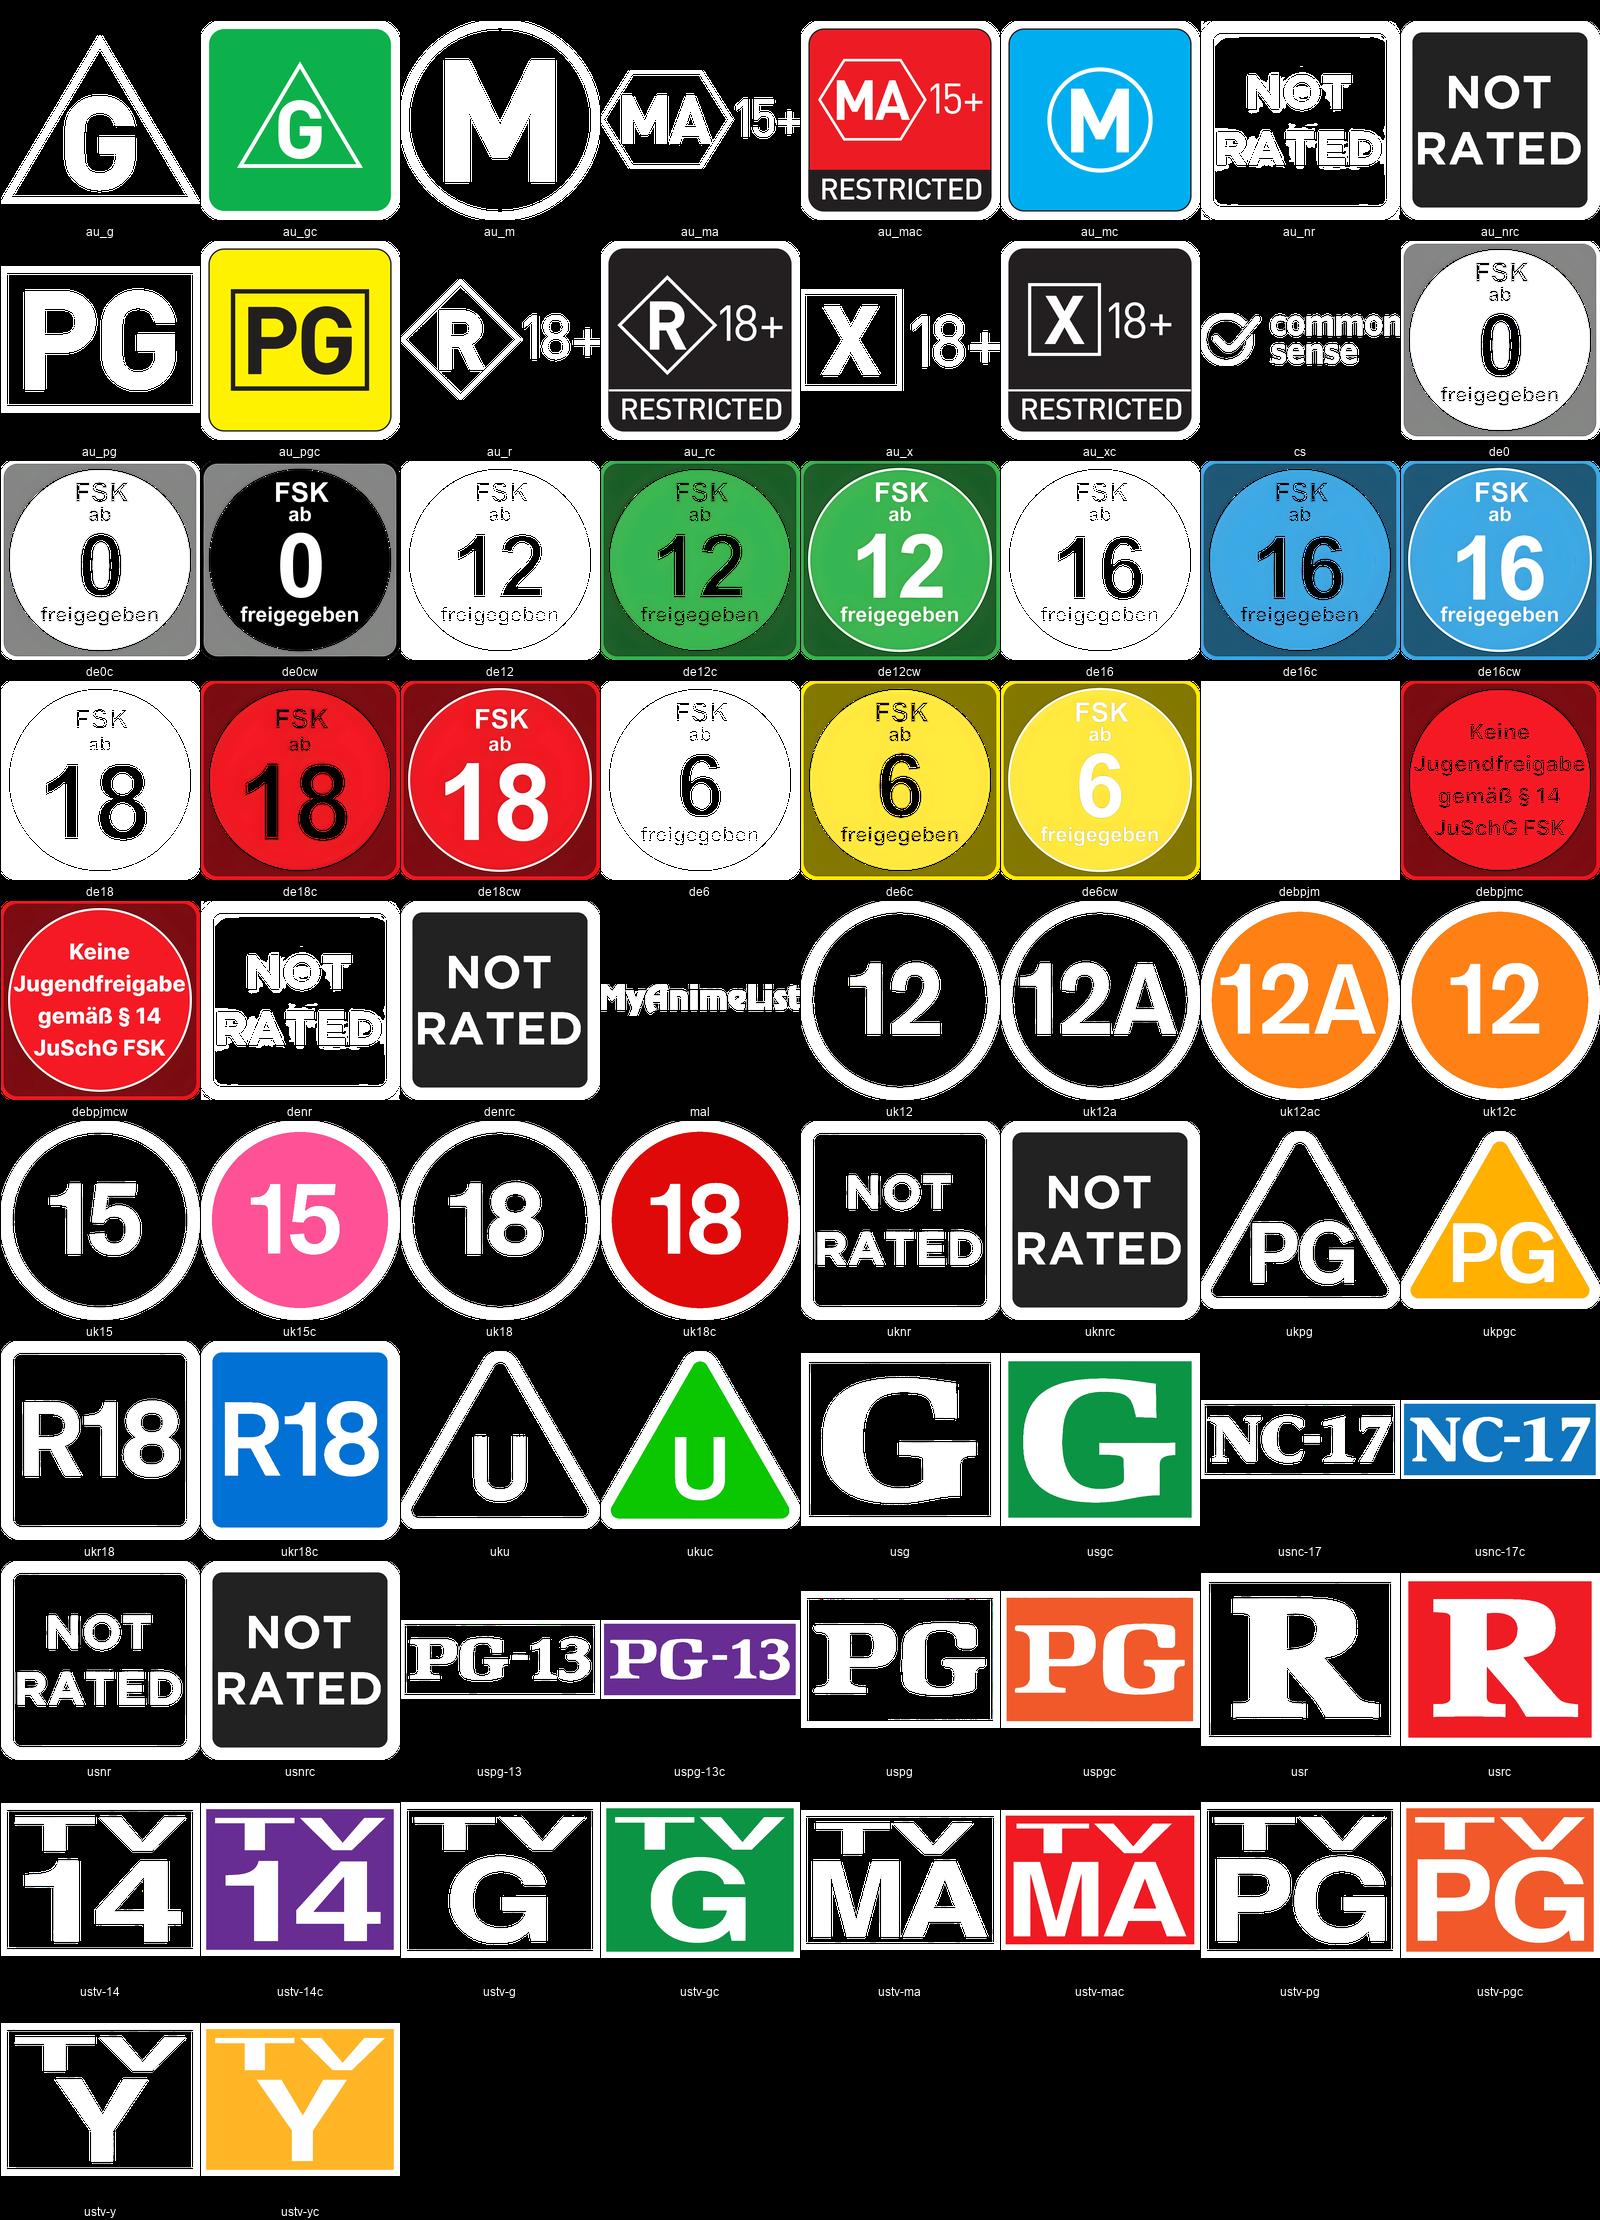 G
G
M
MA 15+
MA 15+
RESTRICTED
M
NOT
RATED
NOT
RATED
au_g au_gc au_m au_ma au_mac au_mc au_nr au_nrc
PG
PG
R 18+
R 18+
RESTRICTED
X 18+
X 18+
RESTRICTED
common
sense
FSK
ab
0
freigegeben
au_pg au_pgc au_r au_rc au_x au_xc cs de0
FSK
ab
0
freigegeben
FSK
ab
0
freigegeben
FSK
ab
12
freigegeben
FSK
ab
12
freigegeben
FSK
ab
12
freigegeben
FSK
ab
16
freigegeben
FSK
ab
16
freigegeben
FSK
ab
16
freigegeben
de0c de0cw de12 de12c de12cw de16 de16c de16cw
FSK
ab
18
FSK
ab
18
FSK
ab
18
FSK
ab
6
freigegeben
FSK
ab
6
freigegeben
FSK
ab
6
freigegeben
Keine
Jugendfreigabe
gemäß § 14
JuSchG FSK
de18 de18c de18cw de6 de6c de6cw debpjm debpjmc
Keine
Jugendfreigabe
gemäß § 14
JuSchG FSK
NOT
RATED
NOT
RATED
MyAnimeList
12
12A
12A
12
debpjmcw denr denrc mal uk12 uk12a uk12ac uk12c
15
15
18
18
NOT
RATED
NOT
RATED
PG
PG
uk15 uk15c uk18 uk18c uknr uknrc ukpg ukpgc
R18
R18
U
U
G
G
NC-17
NC-17
ukr18 ukr18c uku ukuc usg usgc usnc-17 usnc-17c
NOT
RATED
NOT
RATED
PG-13
PG-13
PG
PG
R
R
usnr usnrc uspg-13 uspg-13c uspg uspgc usr usrc
TV
14
TV
14
TV
G
TV
G
TV
MA
TV
MA
TV
PG
TV
PG
ustv-14 ustv-14c ustv-g ustv-gc ustv-ma ustv-mac ustv-pg ustv-pgc
TV
Y
TV
Y
ustv-y ustv-yc